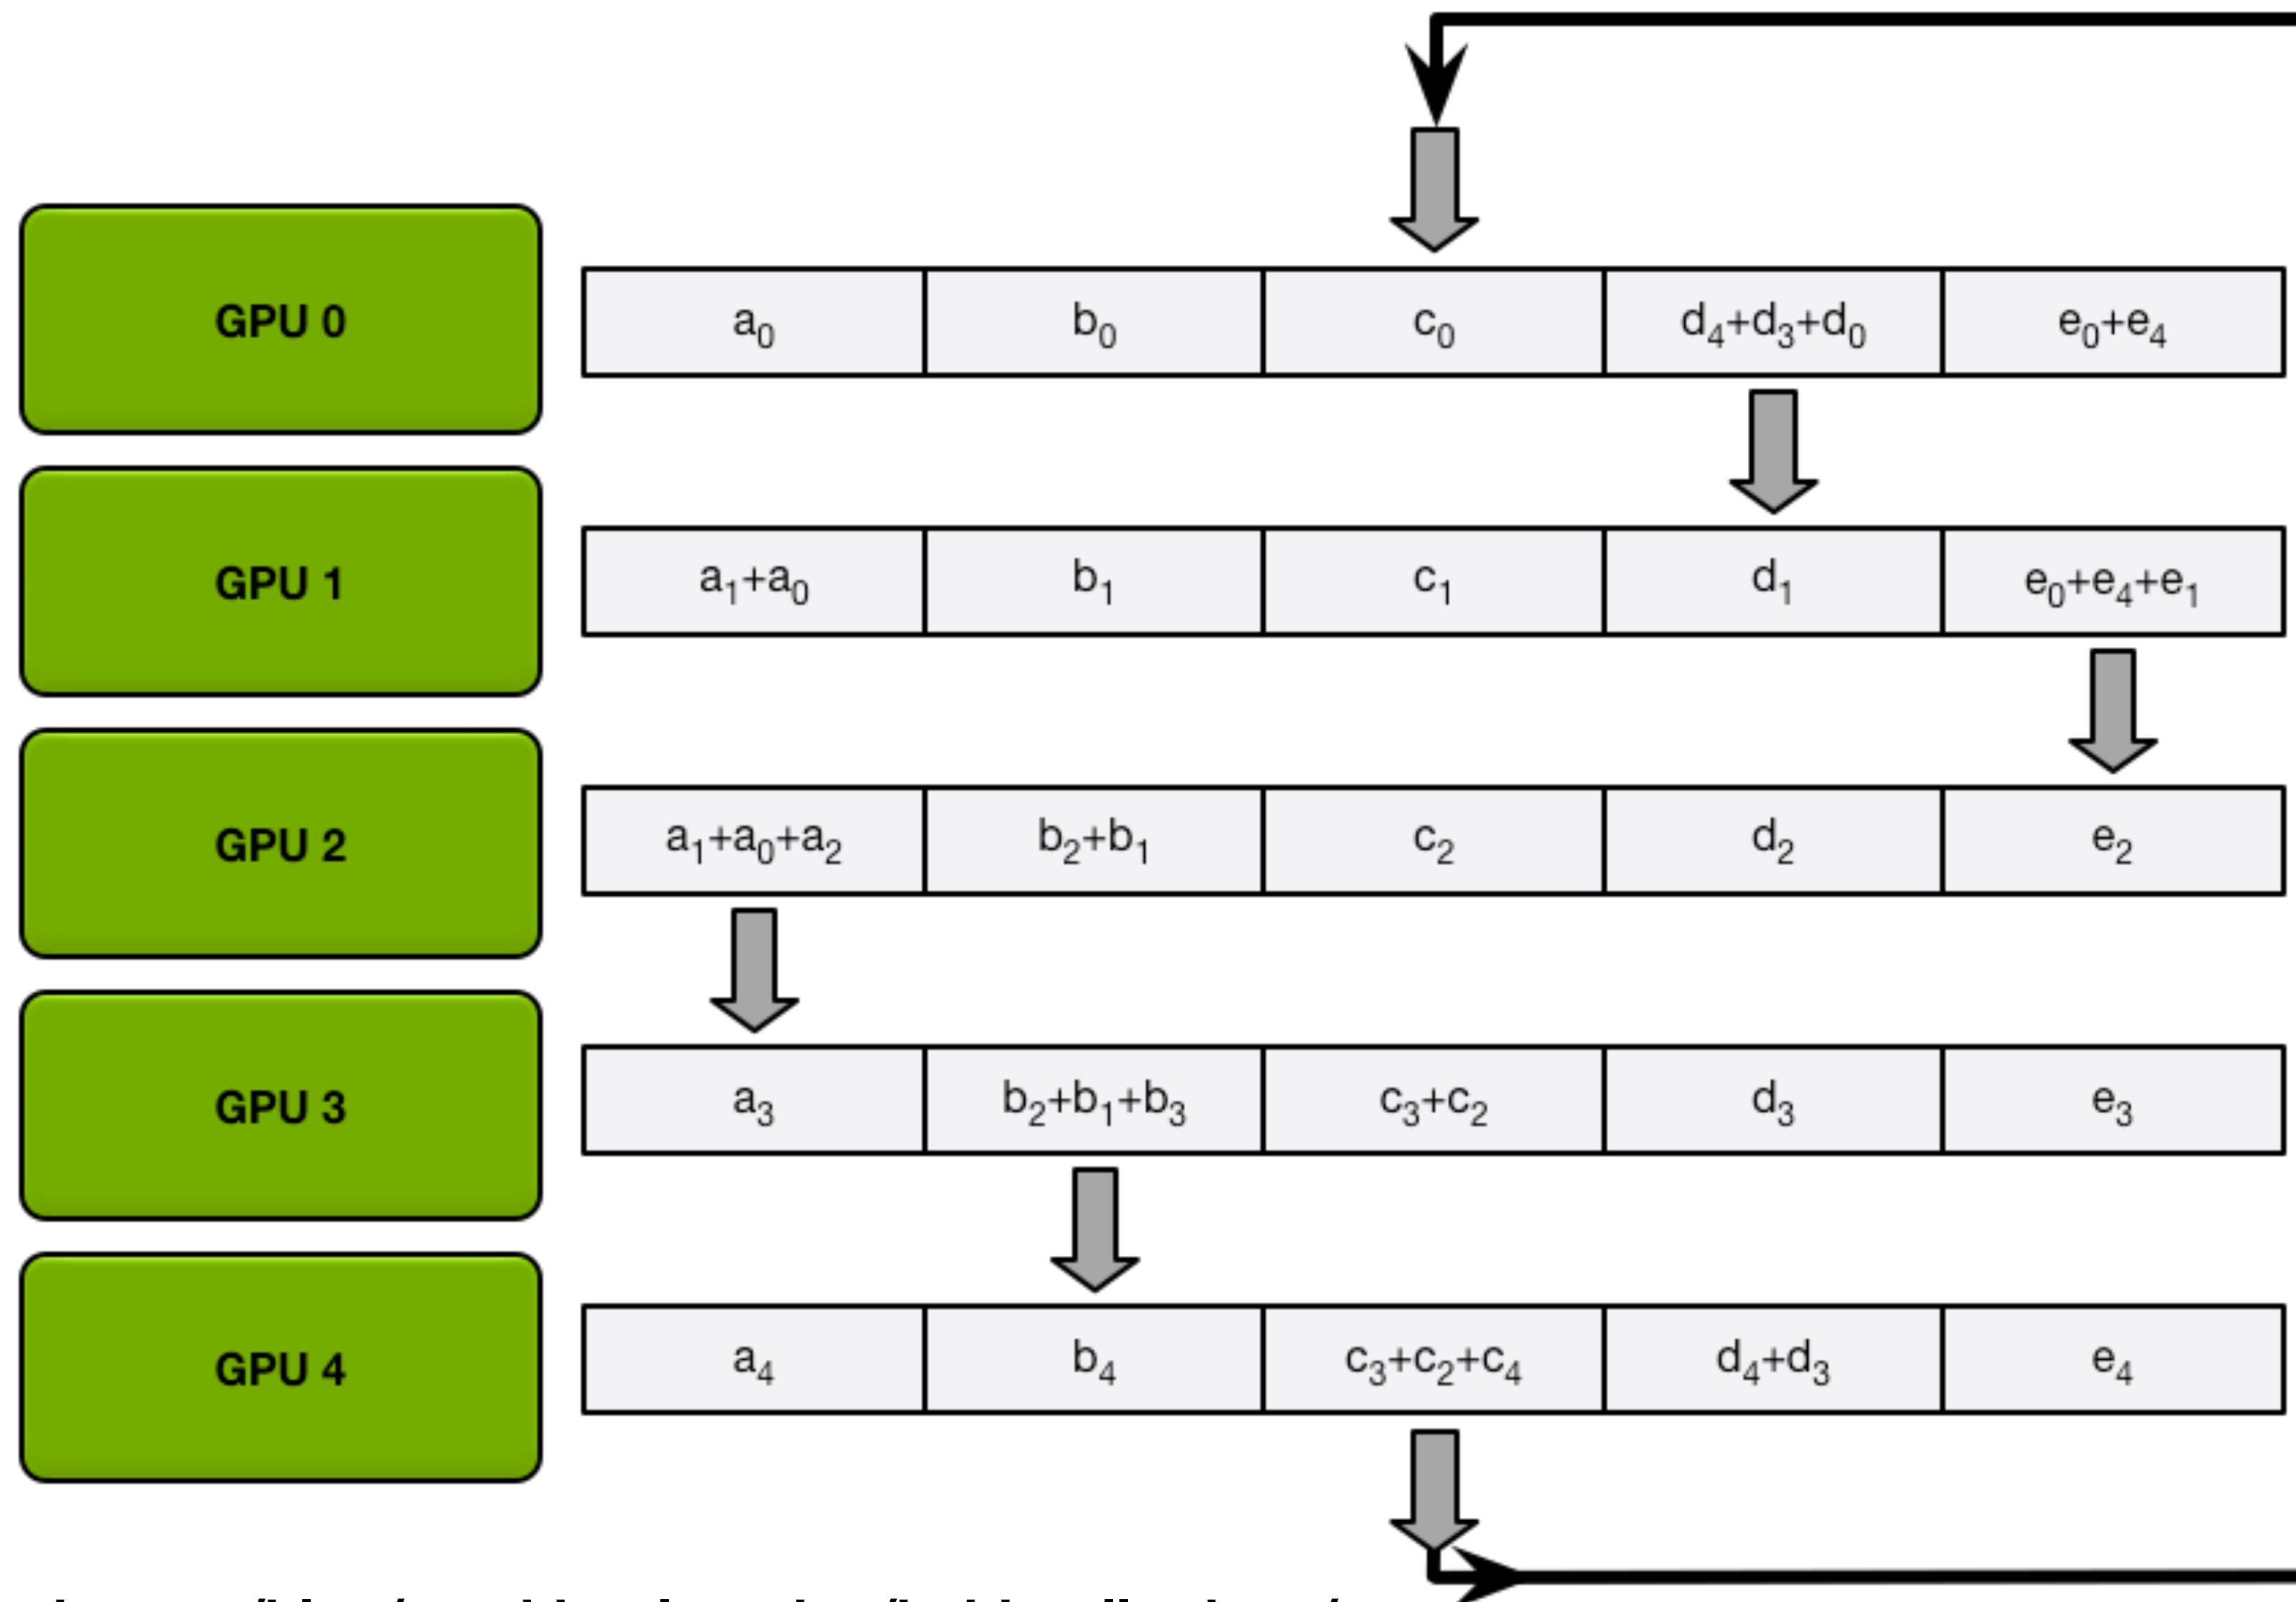 GPU 0
a₀ b₀ c₀ d₄+d₃+d₀ e₀+e₄
GPU 1
a₁+a₀ b₁ c₁ d₁ e₀+e₄+e₁
GPU 2
a₁+a₀+a₂ b₂+b₁ c₂ d₂ e₂
GPU 3
a₃ b₂+b₁+b₃ c₃+c₂ d₃ e₃
GPU 4
a₄ b₄ c₃+c₂+c₄ d₄+d₃ e₄